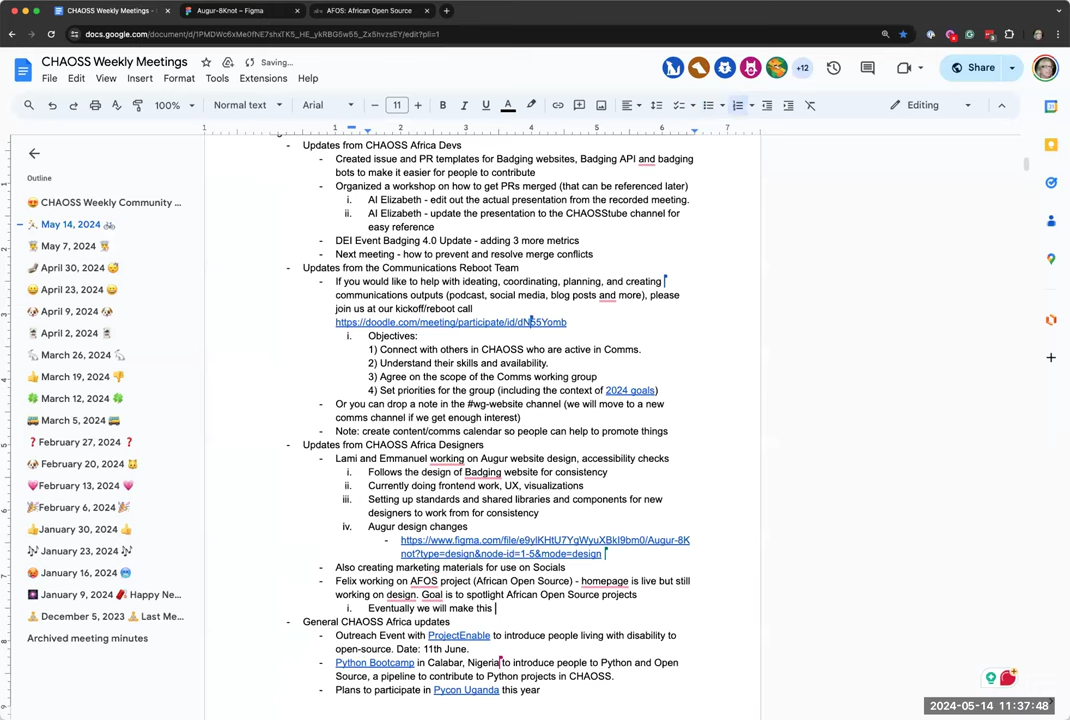 CHAOSS Weekly Meetings -
Augur-8Knot – Figma
AFOS: African Open Source
CHAOSS Weekly Meetings
Saving...
File Edit View Insert Format Tools Extensions Help
+12
Share
100%
Normal text
Arial
11
Editing
1 1 2 3 4 5 6 7
Outline
CHAOSS Weekly Community ...
May 14, 2024
May 7, 2024
April 30, 2024
April 23, 2024
April 9, 2024
April 2, 2024
March 26, 2024
March 19, 2024
March 12, 2024
March 5, 2024
February 27, 2024
February 20, 2024
February 13, 2024
February 6, 2024
January 30, 2024
January 23, 2024
January 16, 2024
January 9, 2024 Happy Ne...
December 5, 2023 Last Me...
Archived meeting minutes
- Updates from CHAOSS Africa Devs
- Created issue and PR templates for Badging websites, Badging API and badging
bots to make it easier for people to contribute
- Organized a workshop on how to get PRs merged (that can be referenced later)
i. AI Elizabeth - edit out the actual presentation from the recorded meeting.
ii. AI Elizabeth - update the presentation to the CHAOSStube channel for
easy reference
- DEI Event Badging 4.0 Update - adding 3 more metrics
- Next meeting - how to prevent and resolve merge conflicts
- Updates from the Communications Reboot Team
- If you would like to help with ideating, coordinating, planning, and creating
communications outputs (podcast, social media, blog posts and more), please
join us at our kickoff/reboot call
i. Objectives:
1) Connect with others in CHAOSS who are active in Comms.
2) Understand their skills and availability.
3) Agree on the scope of the Comms working group
4) Set priorities for the group (including the context of 2024 goals)
- Or you can drop a note in the #wg-website channel (we will move to a new
comms channel if we get enough interest)
- Note: create content/comms calendar so people can help to promote things
- Updates from CHAOSS Africa Designers
- Lami and Emmanuel working on Augur website design, accessibility checks
i. Follows the design of Badging website for consistency
ii. Currently doing frontend work, UX, visualizations
iii. Setting up standards and shared libraries and components for new
designers to work from for consistency
iv. Augur design changes
- https://www.figma.com/file/e9ylKHtU7YgWyuXBkI9bm0/Augur-8K
not?type=design&node-id=1-5&mode=design
- Also creating marketing materials for use on Socials
- Felix working on AFOS project (African Open Source) - homepage is live but still
working on design. Goal is to spotlight African Open Source projects
i. Eventually we will make this
- General CHAOSS Africa updates
- Outreach Event with ProjectEnable to introduce people living with disability to
open-source. Date: 11th June.
- Python Bootcamp in Calabar, Nigeria to introduce people to Python and Open
Source, a pipeline to contribute to Python projects in CHAOSS.
- Plans to participate in Pycon Uganda this year
2024-05-14 11:37:48